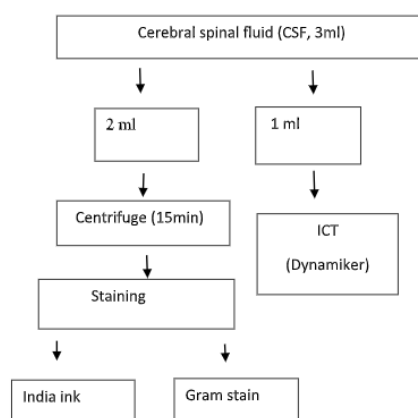 Cerebral spinal fluid (CSF, 3ml)
2 ml
1 ml
Centrifuge (15min)
ICT
(Dynamiker)
Staining
India ink
Gram stain